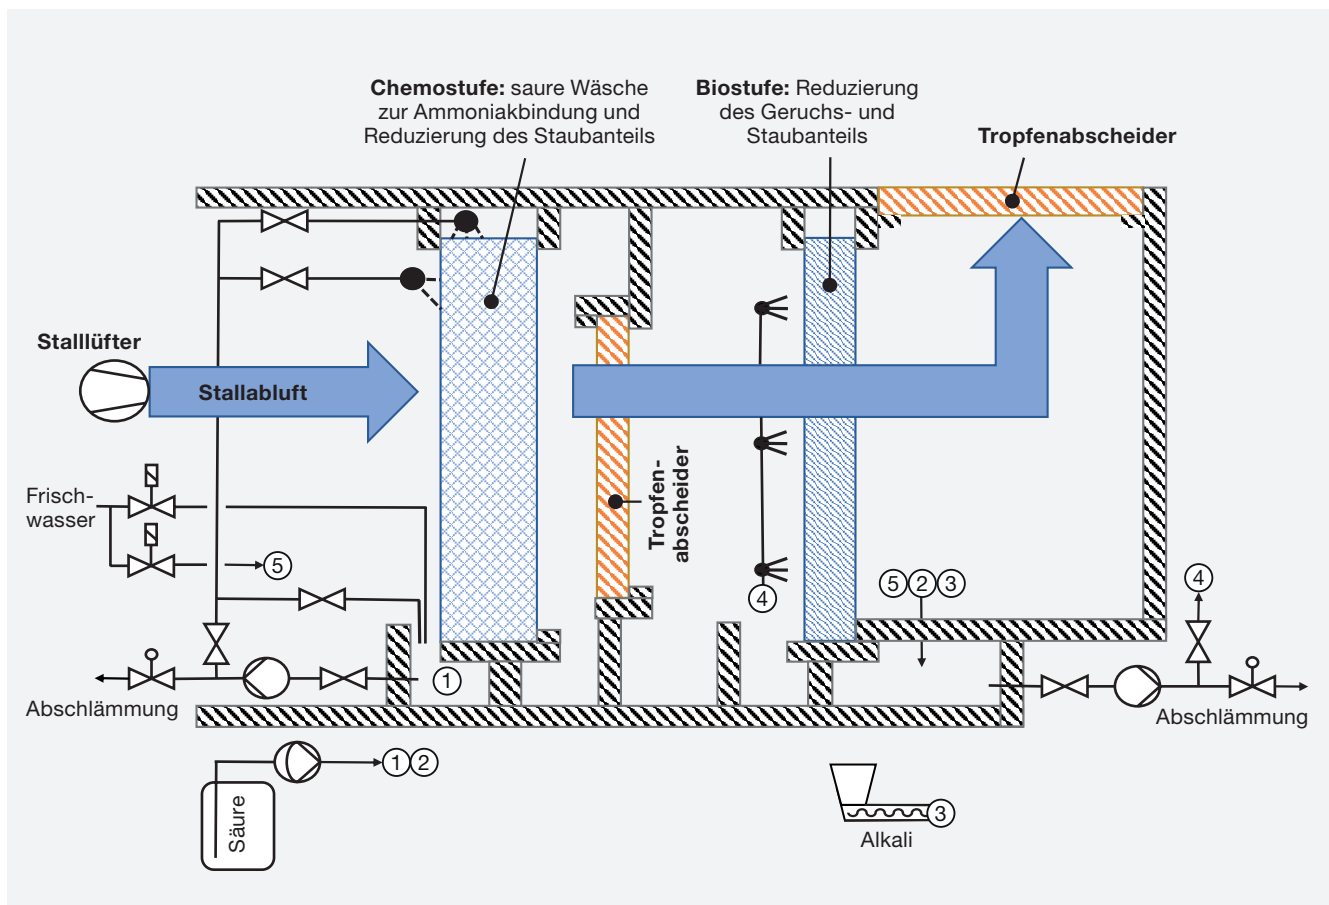 Chemostufe: saure Wäsche
zur Ammoniakbindung und
Reduzierung des Staubanteils
Biostufe: Reduzierung
des Geruchs- und
Staubanteils
Tropfenabscheider
Stalllüfter
Stallabluft
Tropfen-
abscheider
Frisch-
wasser
5
4
5 2 3
4
1
Abschlämmung
Abschlämmung
1 2
Säure
3
Alkali